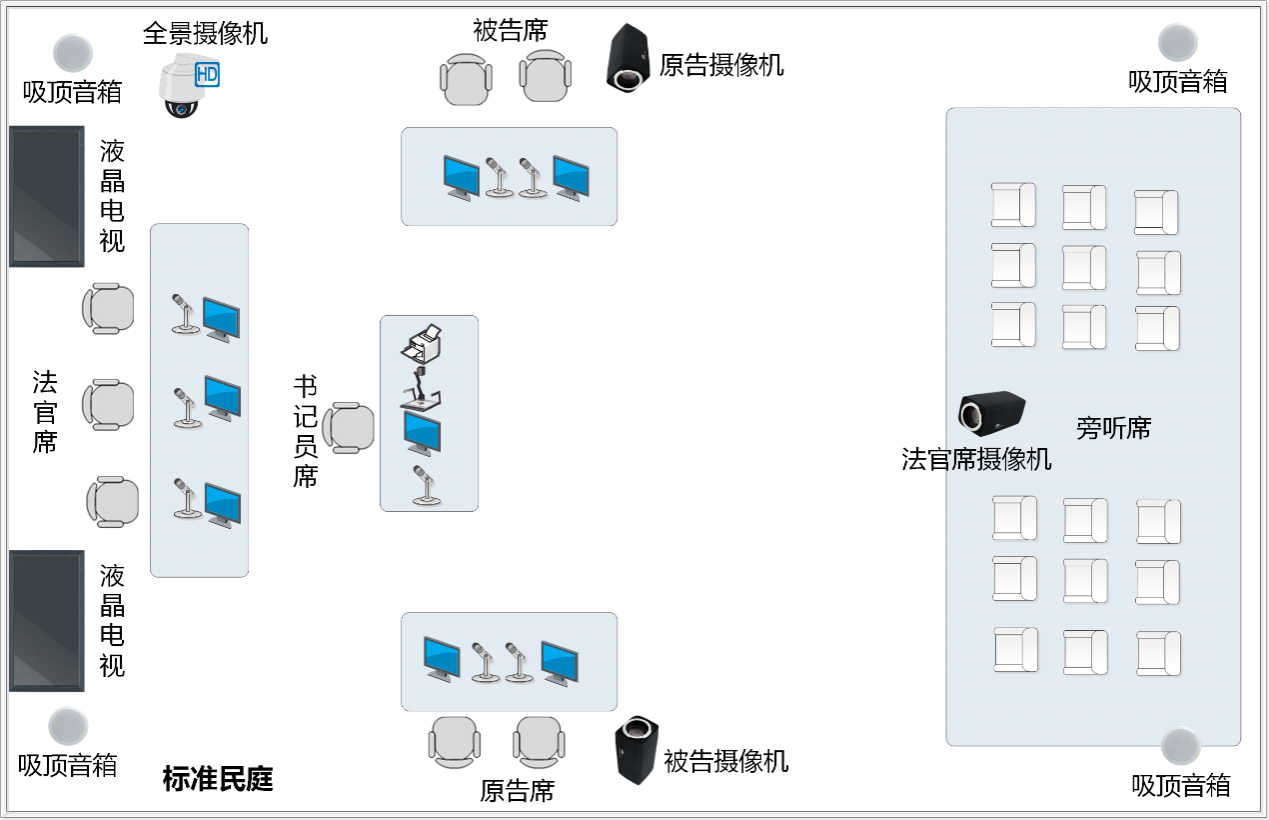 全景摄像机
HD
被告席
原告摄像机
吸顶音箱
吸顶音箱
液晶电视
法官席
书记员席
旁听席
法官席摄像机
液晶电视
吸顶音箱
标准民庭
原告席
被告摄像机
吸顶音箱